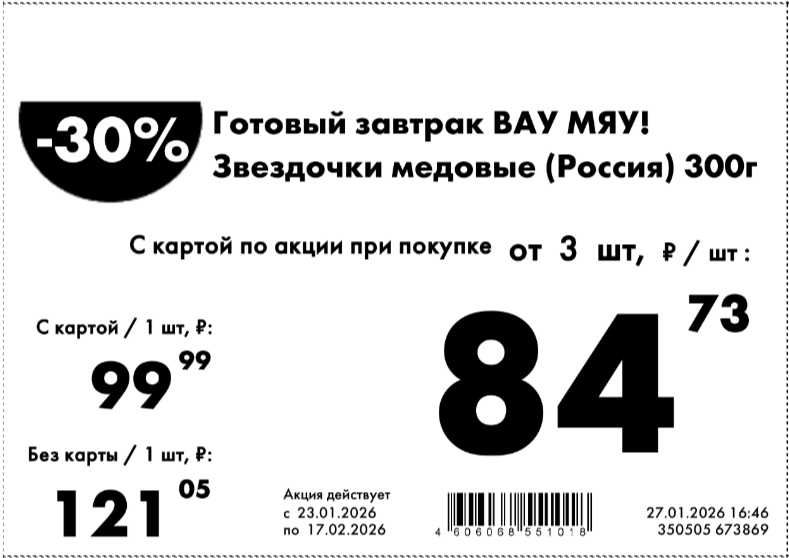 -30%
Готовый завтрак ВАУ МЯУ!
Звездочки медовые (Россия) 300г
С картой по акции при покупке от 3 шт, ₽ / шт :
84 73
С картой / 1 шт, ₽:
99 99
Без карты / 1 шт, ₽:
121 05
Акция действует
с 23.01.2026
по 17.02.2026
4 606068 551018
27.01.2026 16:46
350505 673869